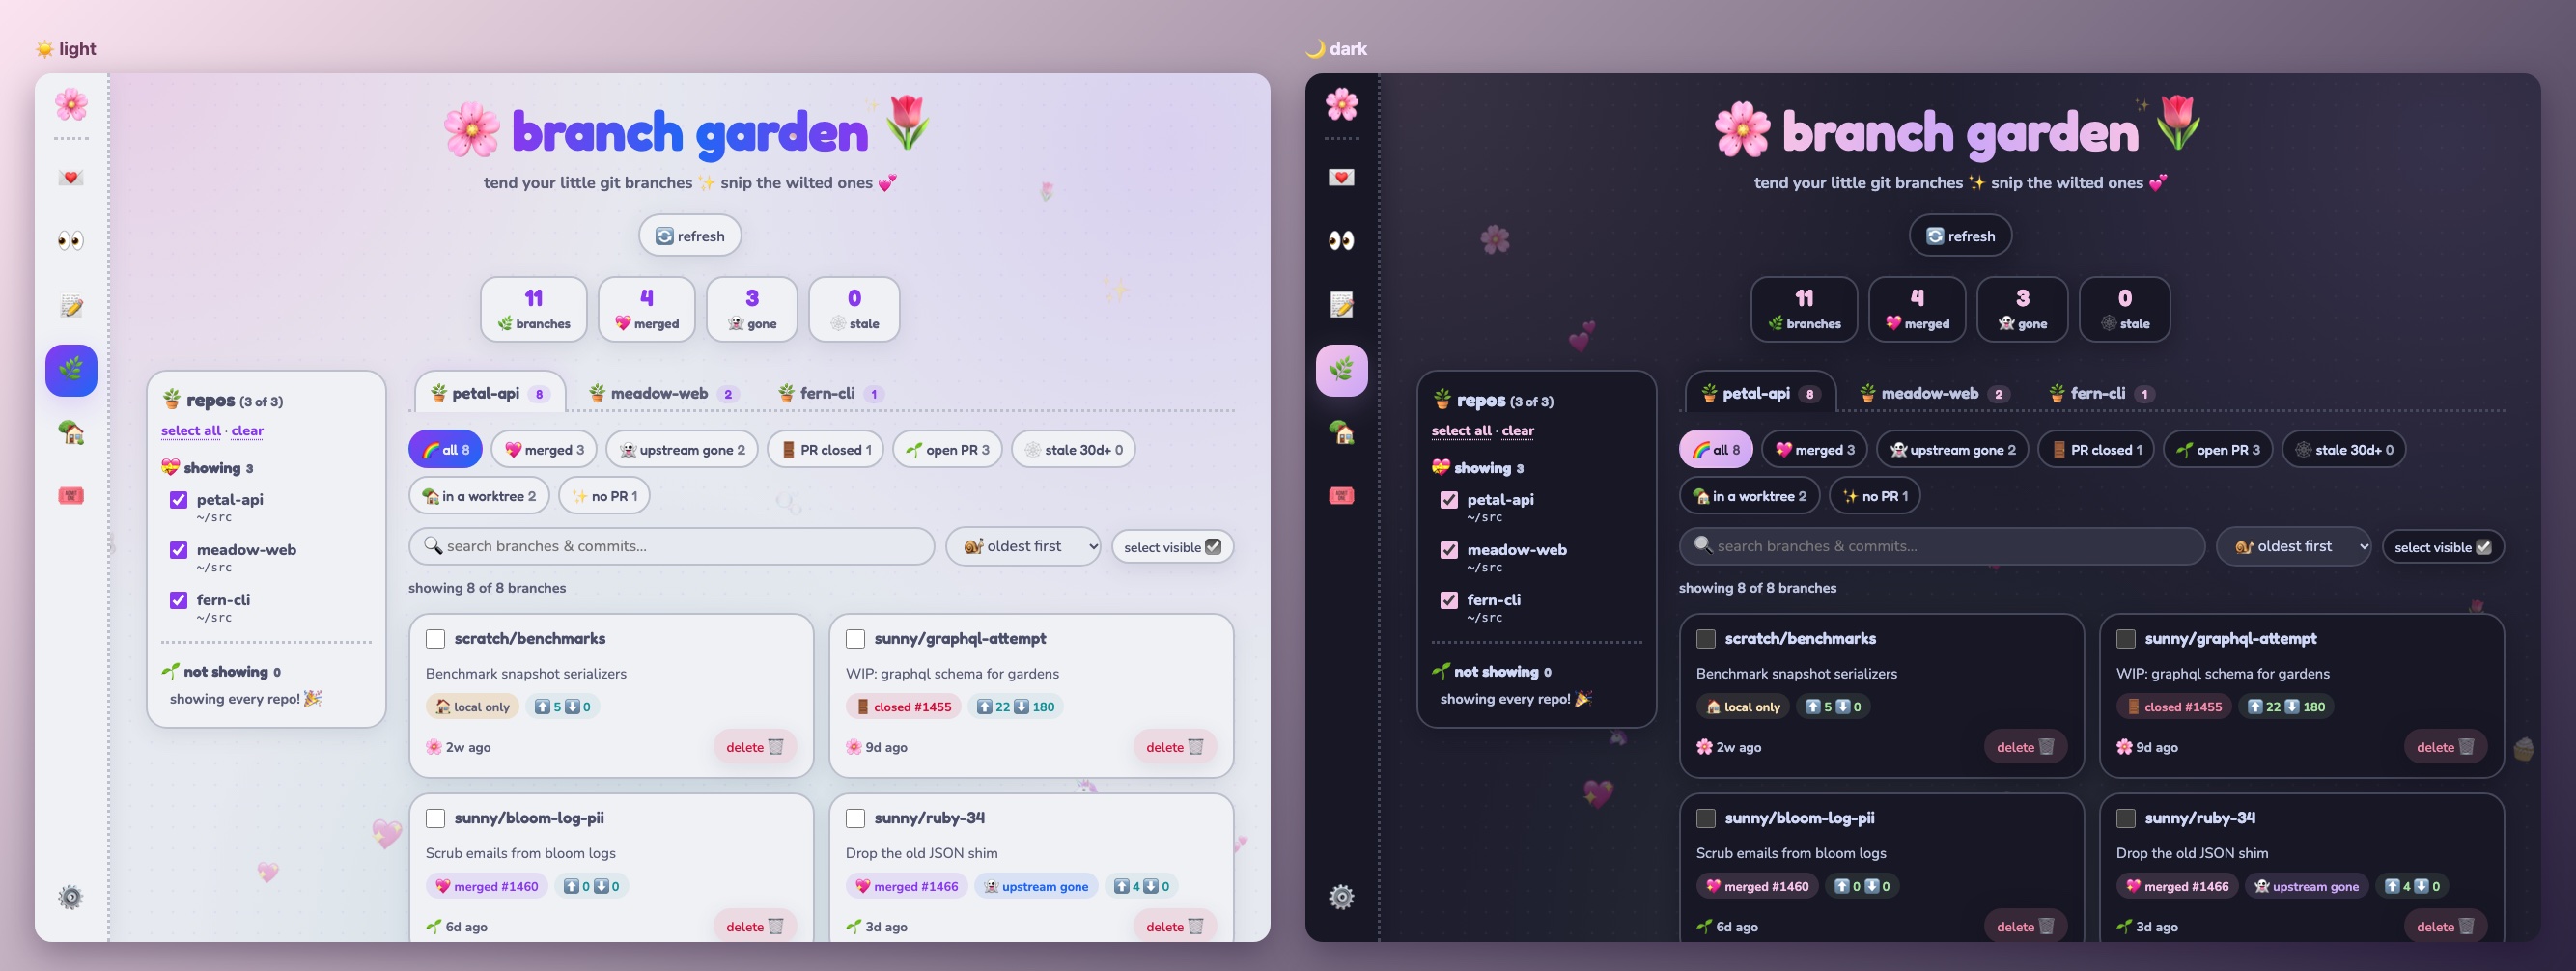 light
branch garden
tend your little git branches ✨ snip the wilted ones 💕
refresh
11
branches
4
merged
3
gone
0
stale
repos (3 of 3)
select all · clear
showing 3
petal-api
~/src
meadow-web
~/src
fern-cli
~/src
not showing 0
showing every repo!
petal-api 8
meadow-web 2
fern-cli 1
all 8
merged 3
upstream gone 2
PR closed 1
open PR 3
stale 30d+ 0
in a worktree 2
no PR 1
search branches & commits...
oldest first
select visible
showing 8 of 8 branches
scratch/benchmarks
Benchmark snapshot serializers
local only
5 0
2w ago
delete
sunny/graphql-attempt
WIP: graphql schema for gardens
closed #1455
22 180
9d ago
delete
sunny/bloom-log-pii
Scrub emails from bloom logs
merged #1460
0 0
6d ago
delete
sunny/ruby-34
Drop the old JSON shim
merged #1466
upstream gone
4 0
3d ago
delete
dark
branch garden
tend your little git branches ✨ snip the wilted ones 💕
refresh
11
branches
4
merged
3
gone
0
stale
repos (3 of 3)
select all · clear
showing 3
petal-api
~/src
meadow-web
~/src
fern-cli
~/src
not showing 0
showing every repo!
petal-api 8
meadow-web 2
fern-cli 1
all 8
merged 3
upstream gone 2
PR closed 1
open PR 3
stale 30d+ 0
in a worktree 2
no PR 1
search branches & commits...
oldest first
select visible
showing 8 of 8 branches
scratch/benchmarks
Benchmark snapshot serializers
local only
5 0
2w ago
delete
sunny/graphql-attempt
WIP: graphql schema for gardens
closed #1455
22 180
9d ago
delete
sunny/bloom-log-pii
Scrub emails from bloom logs
merged #1460
0 0
6d ago
delete
sunny/ruby-34
Drop the old JSON shim
merged #1466
upstream gone
4 0
3d ago
delete